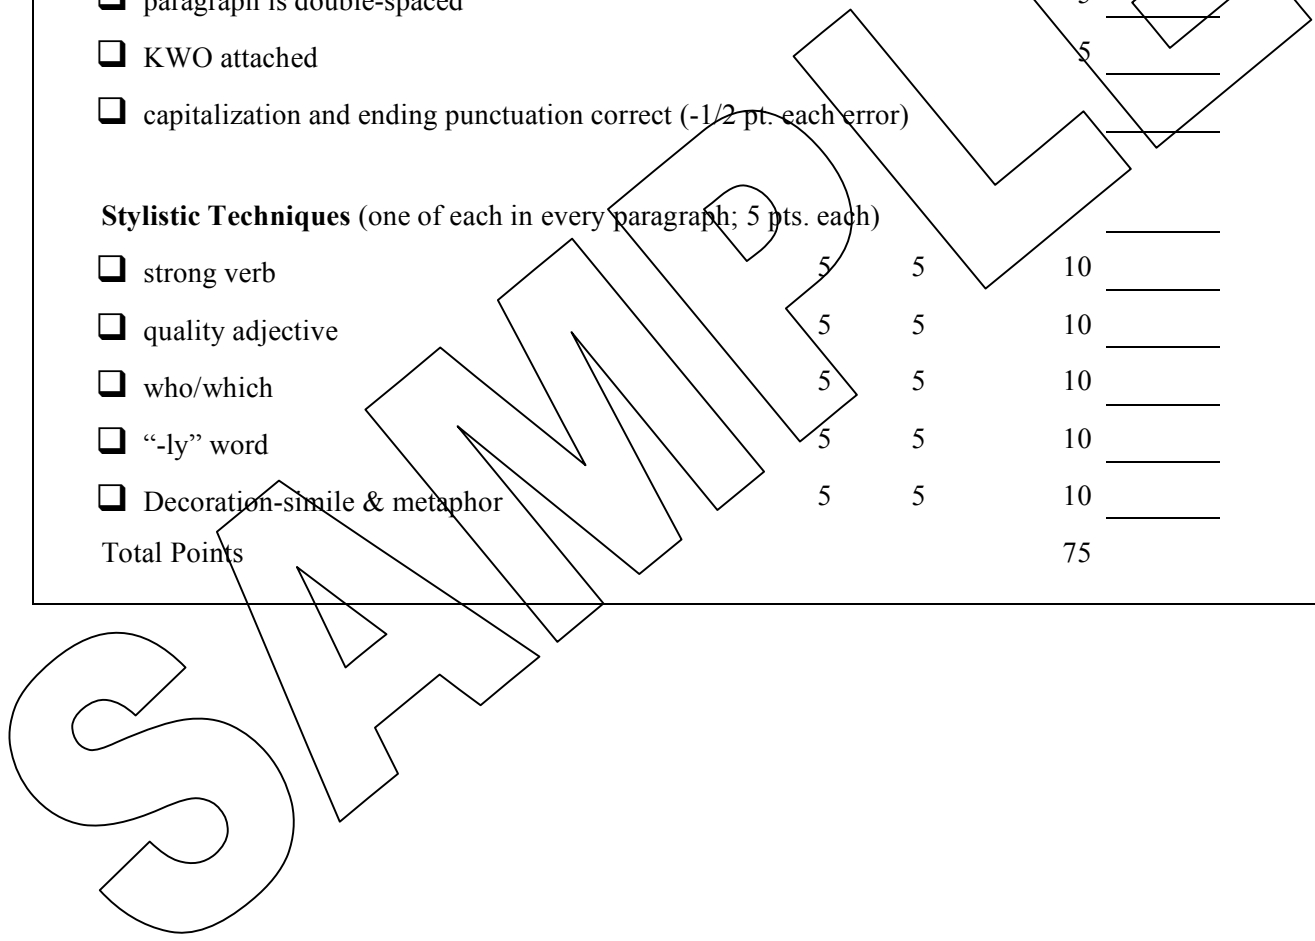 ❑ paragraph is double-spaced 5
❑ KWO attached 5
❑ capitalization and ending punctuation correct (-1/2 pt. each error)
Stylistic Techniques (one of each in every paragraph; 5 pts. each)
❑ strong verb 5 5 10
❑ quality adjective 5 5 10
❑ who/which 5 5 10
❑ “-ly” word 5 5 10
❑ Decoration-simile & metaphor 5 5 10
Total Points 75
SAMPLE